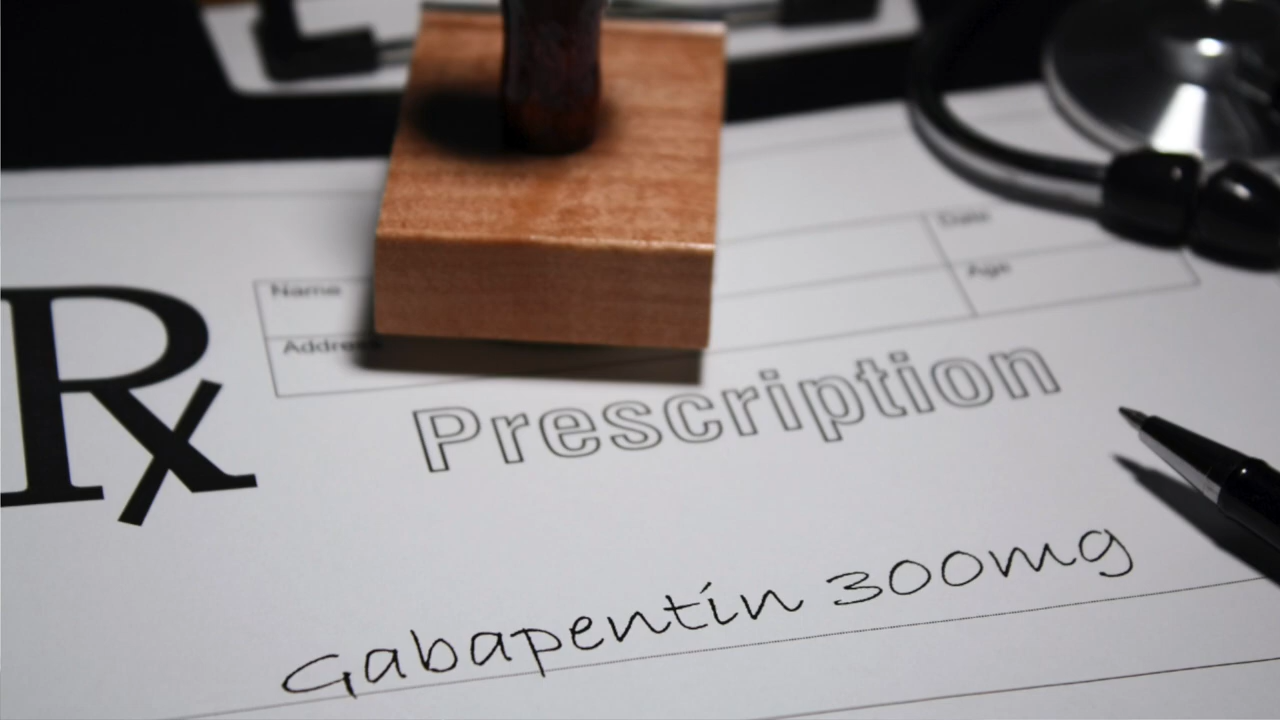 Name
Date
Address
Age
Rx
Prescription
Gabapentin 300mg